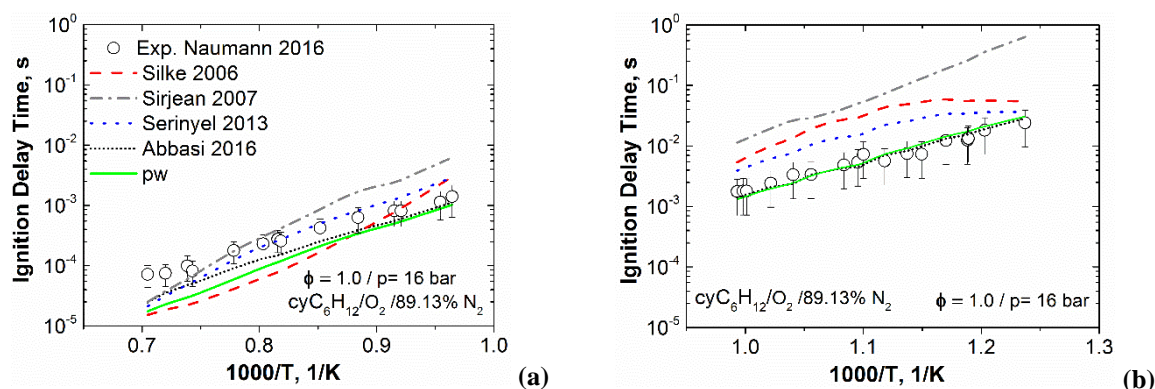 Ignition Delay Time, s
10⁰
10⁻¹
10⁻²
10⁻³
10⁻⁴
10⁻⁵
Exp. Naumann 2016
Silke 2006
Sirjean 2007
Serinyel 2013
Abbasi 2016
pw
ϕ = 1.0 / p= 16 bar
cyC₆H₁₂/O₂ /89.13% N₂
0.7 0.8 0.9 1.0
1000/T, 1/K
(a)
Ignition Delay Time, s
10⁰
10⁻¹
10⁻²
10⁻³
10⁻⁴
10⁻⁵
cyC₆H₁₂/O₂ /89.13% N₂
ϕ = 1.0 / p= 16 bar
1.0 1.1 1.2 1.3
1000/T, 1/K
(b)